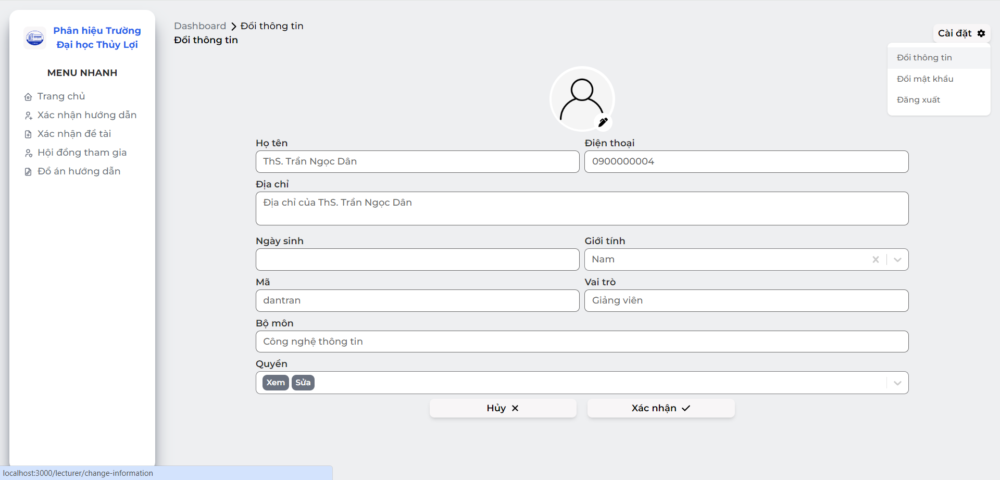 Phân hiệu Trường
Đại học Thủy Lợi
MENU NHANH
Trang chủ
Xác nhận hướng dẫn
Xác nhận đề tài
Hội đồng tham gia
Đồ án hướng dẫn
Dashboard > Đổi thông tin
Đổi thông tin
Cài đặt
Đổi thông tin
Đổi mật khẩu
Đăng xuất
Họ tên
ThS. Trần Ngọc Dân
Điện thoại
0900000004
Địa chỉ
Địa chỉ của ThS. Trần Ngọc Dân
Ngày sinh
Giới tính
Nam
Mã
dantran
Vai trò
Giảng viên
Bộ môn
Công nghệ thông tin
Quyền
Xem Sửa
Hủy
Xác nhận
localhost:3000/lecturer/change-information